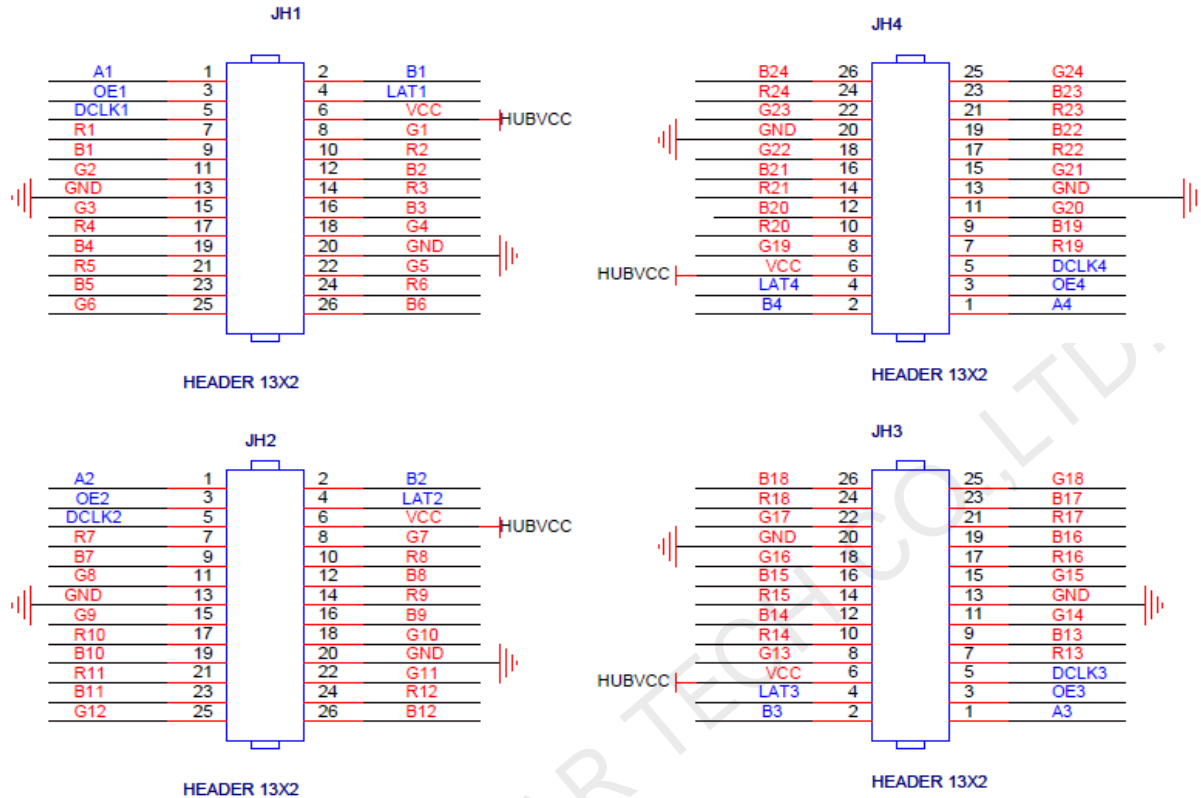 JH1
A1 1 2 B1
OE1 3 4 LAT1
DCLK1 5 6 VCC HUBVCC
R1 7 8 G1
B1 9 10 R2
G2 11 12 B2
GND 13 14 R3
G3 15 16 B3
R4 17 18 G4
B4 19 20 GND
R5 21 22 G5
B5 23 24 R6
G6 25 26 B6
HEADER 13X2
JH4
B24 26 25 G24
R24 24 23 B23
G23 22 21 R23
GND 20 19 B22
G22 18 17 R22
B21 16 15 G21
R21 14 13 GND
B20 12 11 G20
R20 10 9 B19
G19 8 7 R19
HUBVCC VCC 6 5 DCLK4
LAT4 4 3 OE4
B4 2 1 A4
HEADER 13X2
JH2
A2 1 2 B2
OE2 3 4 LAT2
DCLK2 5 6 VCC HUBVCC
R7 7 8 G7
B7 9 10 R8
G8 11 12 B8
GND 13 14 R9
G9 15 16 B9
R10 17 18 G10
B10 19 20 GND
R11 21 22 G11
B11 23 24 R12
G12 25 26 B12
HEADER 13X2
JH3
B18 26 25 G18
R18 24 23 B17
G17 22 21 R17
GND 20 19 B16
G16 18 17 R16
B15 16 15 G15
R15 14 13 GND
B14 12 11 G14
R14 10 9 B13
G13 8 7 R13
HUBVCC VCC 6 5 DCLK3
LAT3 4 3 OE3
B3 2 1 A3
HEADER 13X2
TECH CO.,LTD.